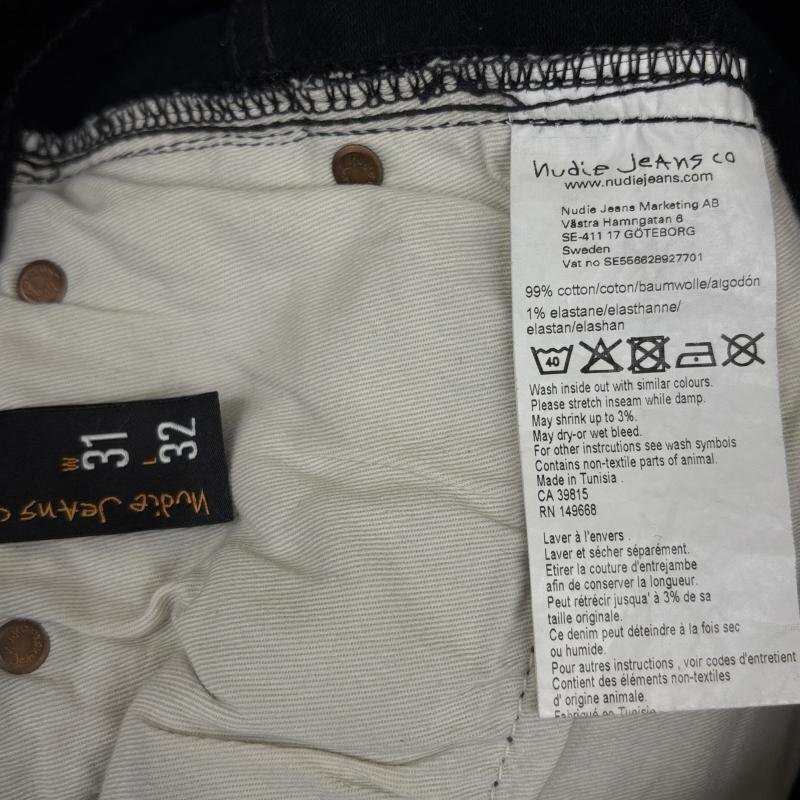 nudie jeans co
www.nudiejeans.com
Nudie Jeans Marketing AB
Västra Hamngatan 6
SE-411 17 GÖTEBORG
Sweden
Vat no SE556628927701
99% cotton/coton/baumwolle/algodón
1% elastane/elasthanne/
elastan/elashan
40
Wash inside out with similar colours.
Please stretch inseam while damp.
May shrink up to 3%.
May dry-or wet bleed.
For other instrcutions see wash symbols
Contains non-textile parts of animal.
Made in Tunisia .
CA 39815
RN 149668
Laver à l'envers .
Laver et sécher séparément.
Etirer la couture d'entrejambe
afin de conserver la longueur.
Peut rétrécir jusqu' à 3% de sa
taille originale.
Ce denim peut déteindre à la fois sec
ou humide.
Pour autres instructions , voir codes d'entretient
Contient des éléments non-textiles
d' origine animale.
Fabriqué en Tunisie
W 31
L 32
nudie jeans c